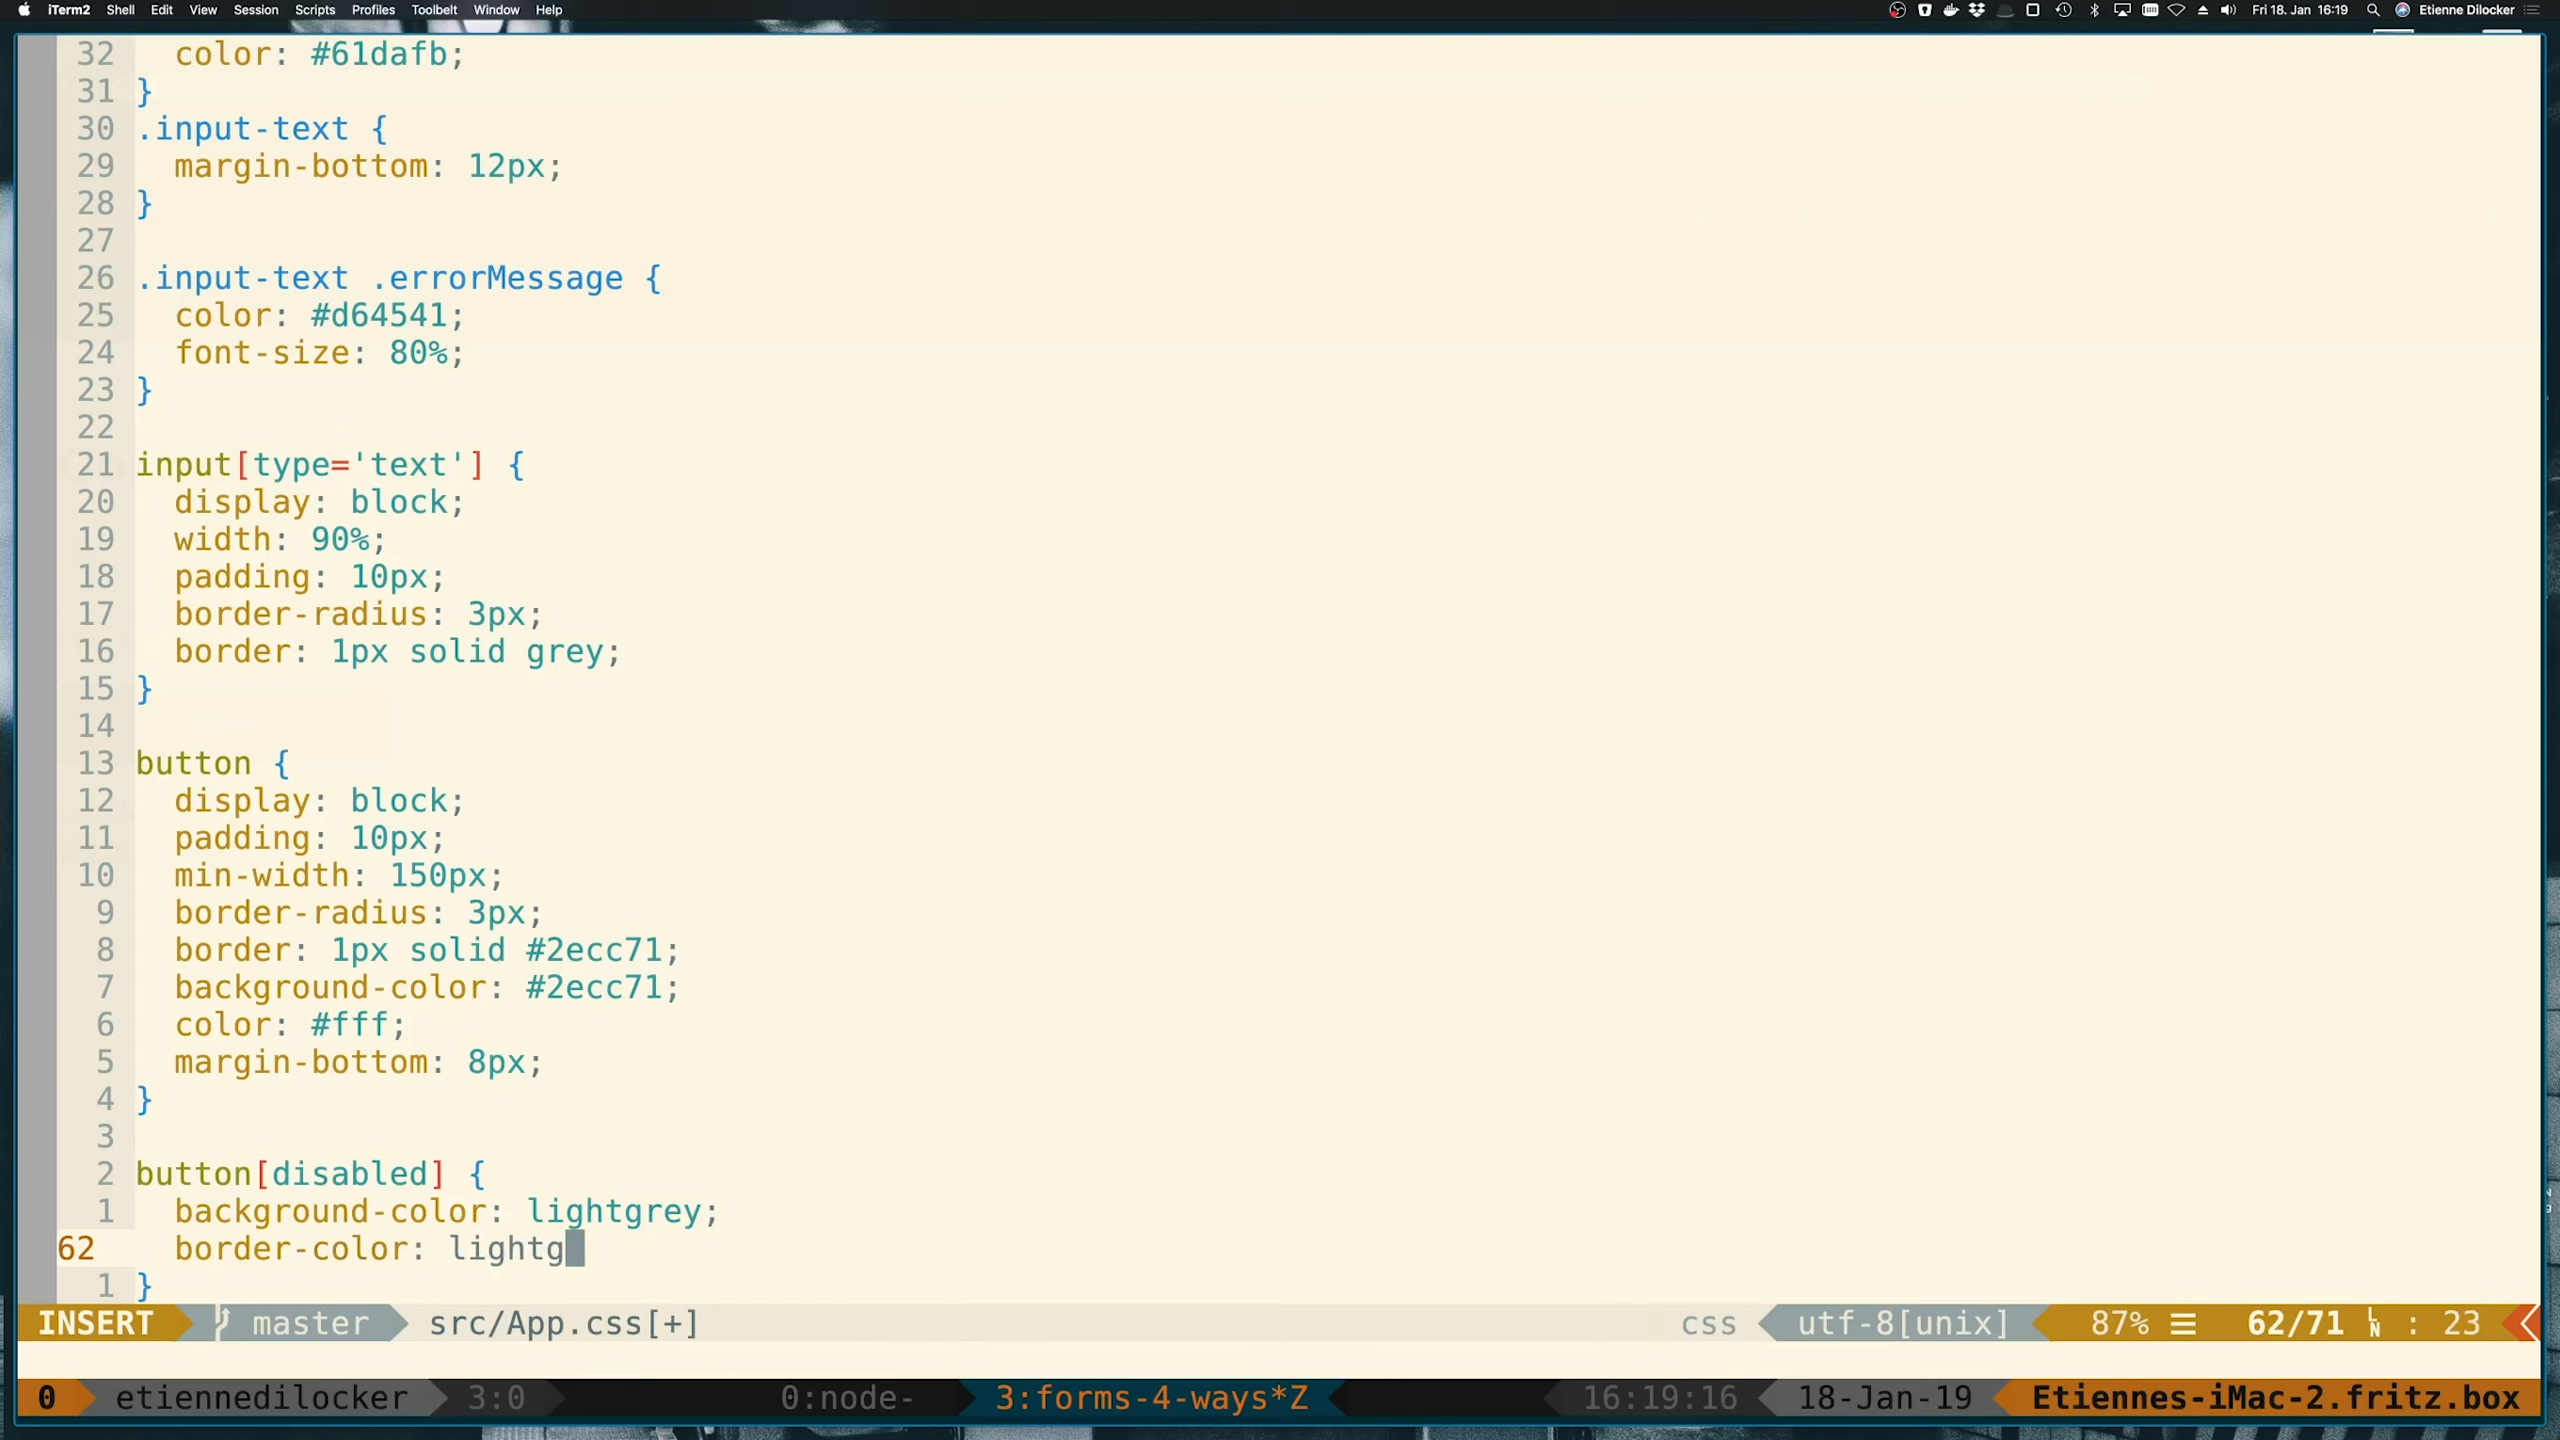 iTerm2 Shell Edit View Session Scripts Profiles Toolbelt Window Help Fri 18. Jan 16:19 Etienne Dilocker
32 color: #61dafb;
31 }
30 .input-text {
29 margin-bottom: 12px;
28 }
27
26 .input-text .errorMessage {
25 color: #d64541;
24 font-size: 80%;
23 }
22
21 input[type='text'] {
20 display: block;
19 width: 90%;
18 padding: 10px;
17 border-radius: 3px;
16 border: 1px solid grey;
15 }
14
13 button {
12 display: block;
11 padding: 10px;
10 min-width: 150px;
9 border-radius: 3px;
8 border: 1px solid #2ecc71;
7 background-color: #2ecc71;
6 color: #fff;
5 margin-bottom: 8px;
4 }
3
2 button[disabled] {
1 background-color: lightgrey;
62 border-color: lightg
1 }
INSERT master src/App.css[+] css utf-8[unix] 87% ☰ 62/71 LN : 23
0 etiennedilocker 3:0 0:node- 3:forms-4-ways*Z 16:19:16 18-Jan-19 Etiennes-iMac-2.fritz.box